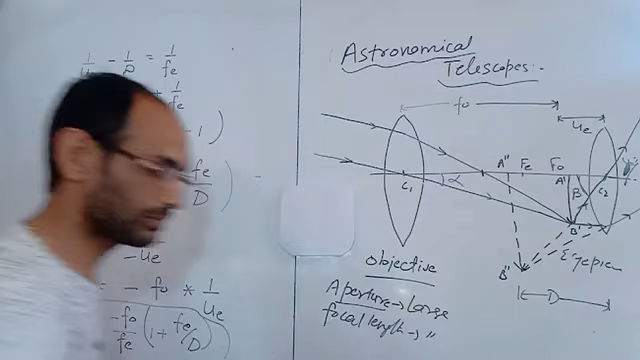 1/ue - 1/D = 1/fe
+ 1/fe
- 1 )
fe/D )
-ue
= - fo * 1/ue
-fo/fe ( 1 + fe/D )
Astronomical
Telescopes:-
fo
ue
A" Fe Fo
A'
C1 α β C2
B'
B"
E
D
objective
Aperture → Large
focal length → "